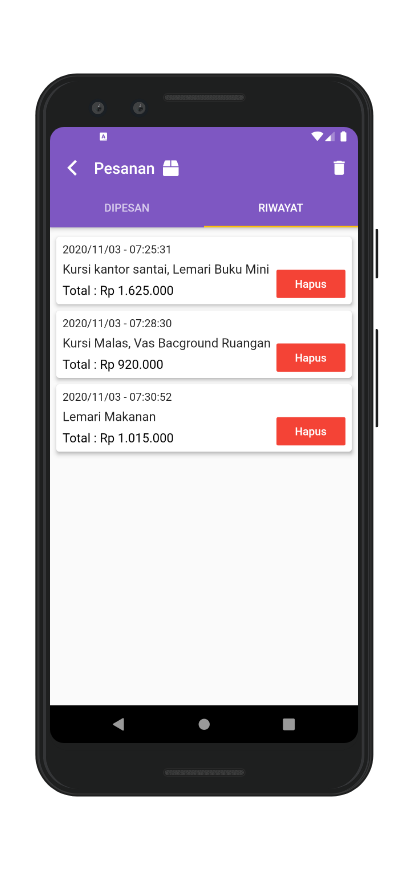 Pesanan
DIPESAN
RIWAYAT
2020/11/03 - 07:25:31
Kursi kantor santai, Lemari Buku Mini
Total : Rp 1.625.000
Hapus
2020/11/03 - 07:28:30
Kursi Malas, Vas Bacground Ruangan
Total : Rp 920.000
Hapus
2020/11/03 - 07:30:52
Lemari Makanan
Total : Rp 1.015.000
Hapus